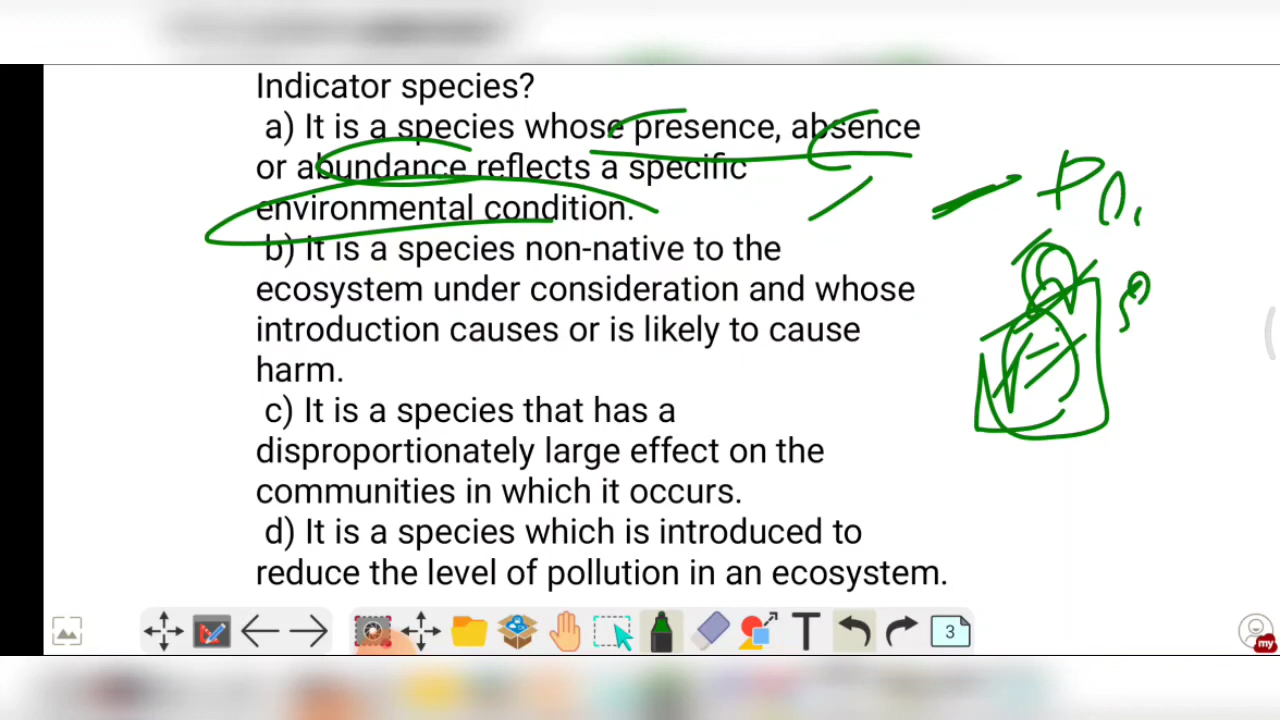 Indicator species?
a) It is a species whose presence, absence
or abundance reflects a specific
environmental condition.
b) It is a species non-native to the
ecosystem under consideration and whose
introduction causes or is likely to cause
harm.
c) It is a species that has a
disproportionately large effect on the
communities in which it occurs.
d) It is a species which is introduced to
reduce the level of pollution in an ecosystem.
T
3
my